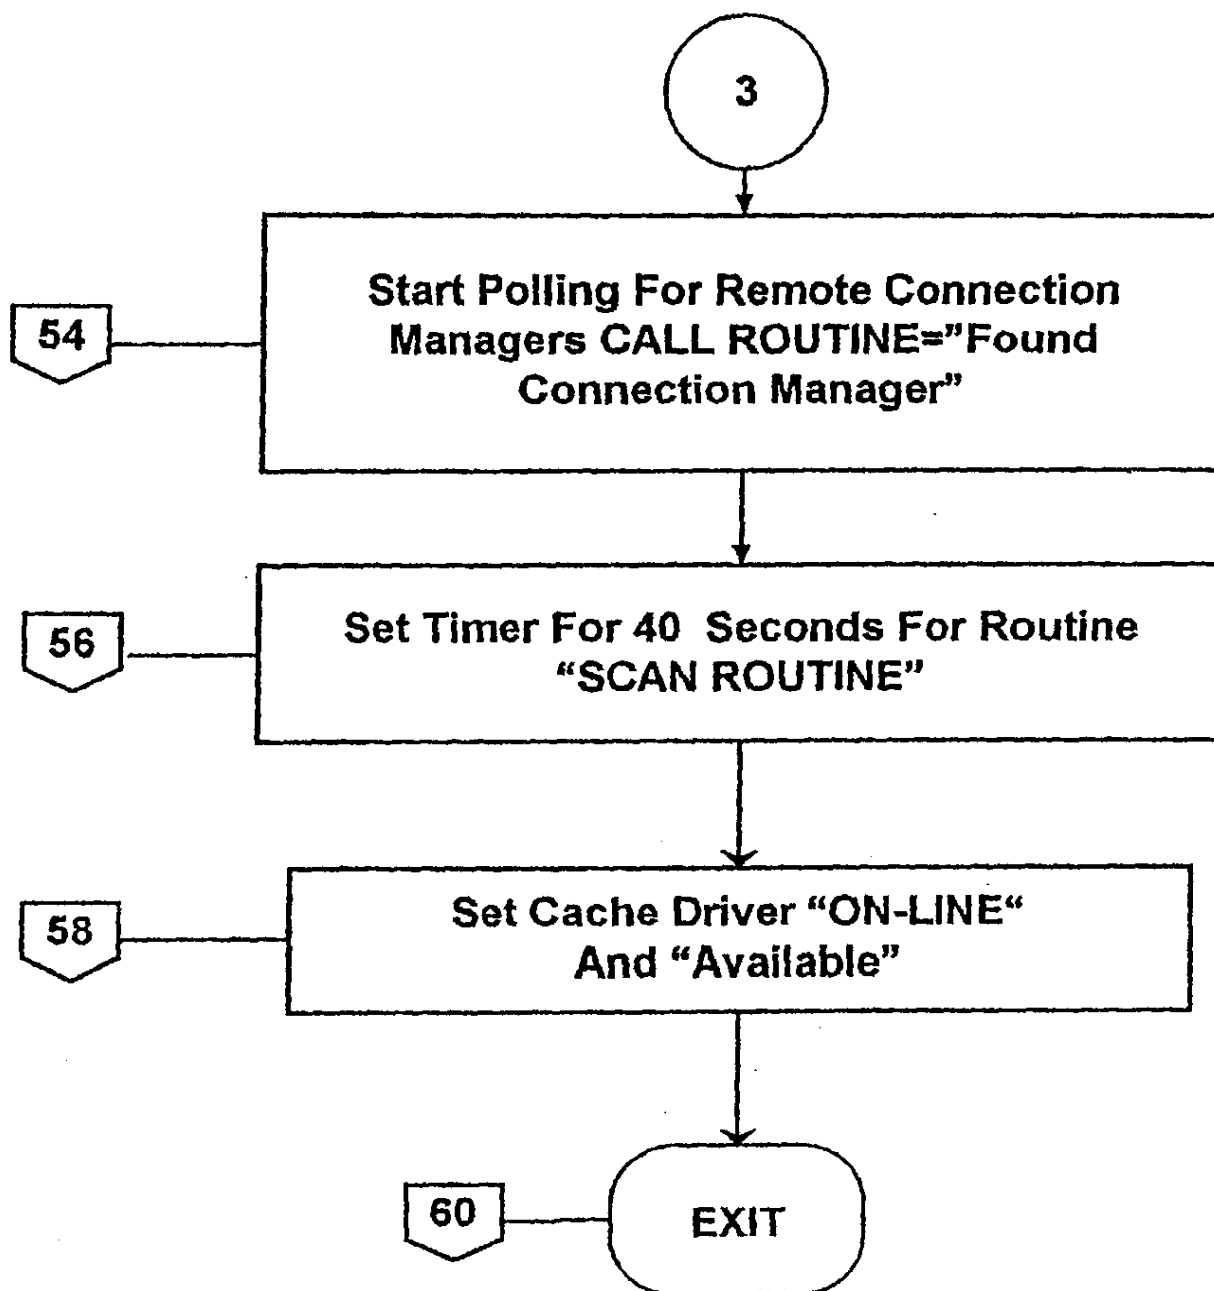 3
Start Polling For Remote Connection
54
Managers CALL ROUTINE="Found
Connection Manager"
Set Timer For 40 Seconds For Routine
56
"SCAN ROUTINE"
Set Cache Driver "ON-LINE“
58
And "Available"
60
EXIT